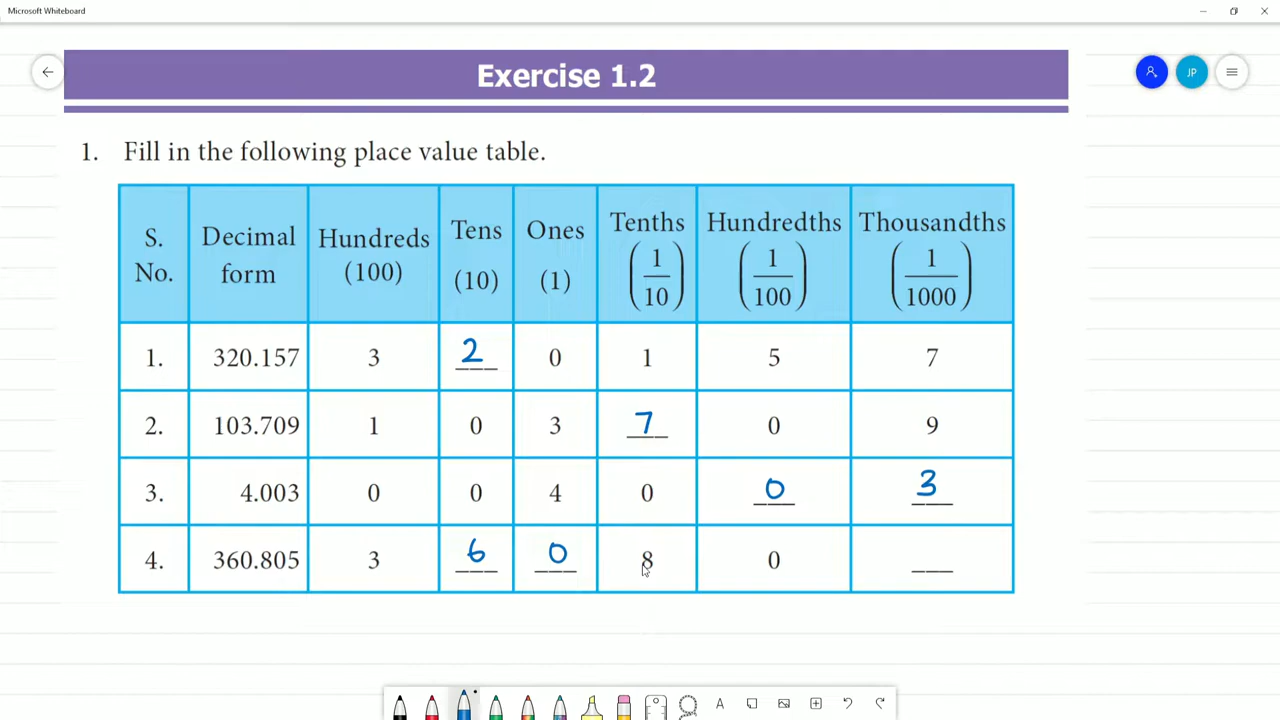 Microsoft Whiteboard
Exercise 1.2
JP
1. Fill in the following place value table.
S. No. Decimal form Hundreds (100) Tens (10) Ones (1) Tenths (1/10) Hundredths (1/100) Thousandths (1/1000)
1. 320.157 3 2 0 1 5 7
2. 103.709 1 0 3 7 0 9
3. 4.003 0 0 4 0 0 3
4. 360.805 3 6 0 8 0 ___
A